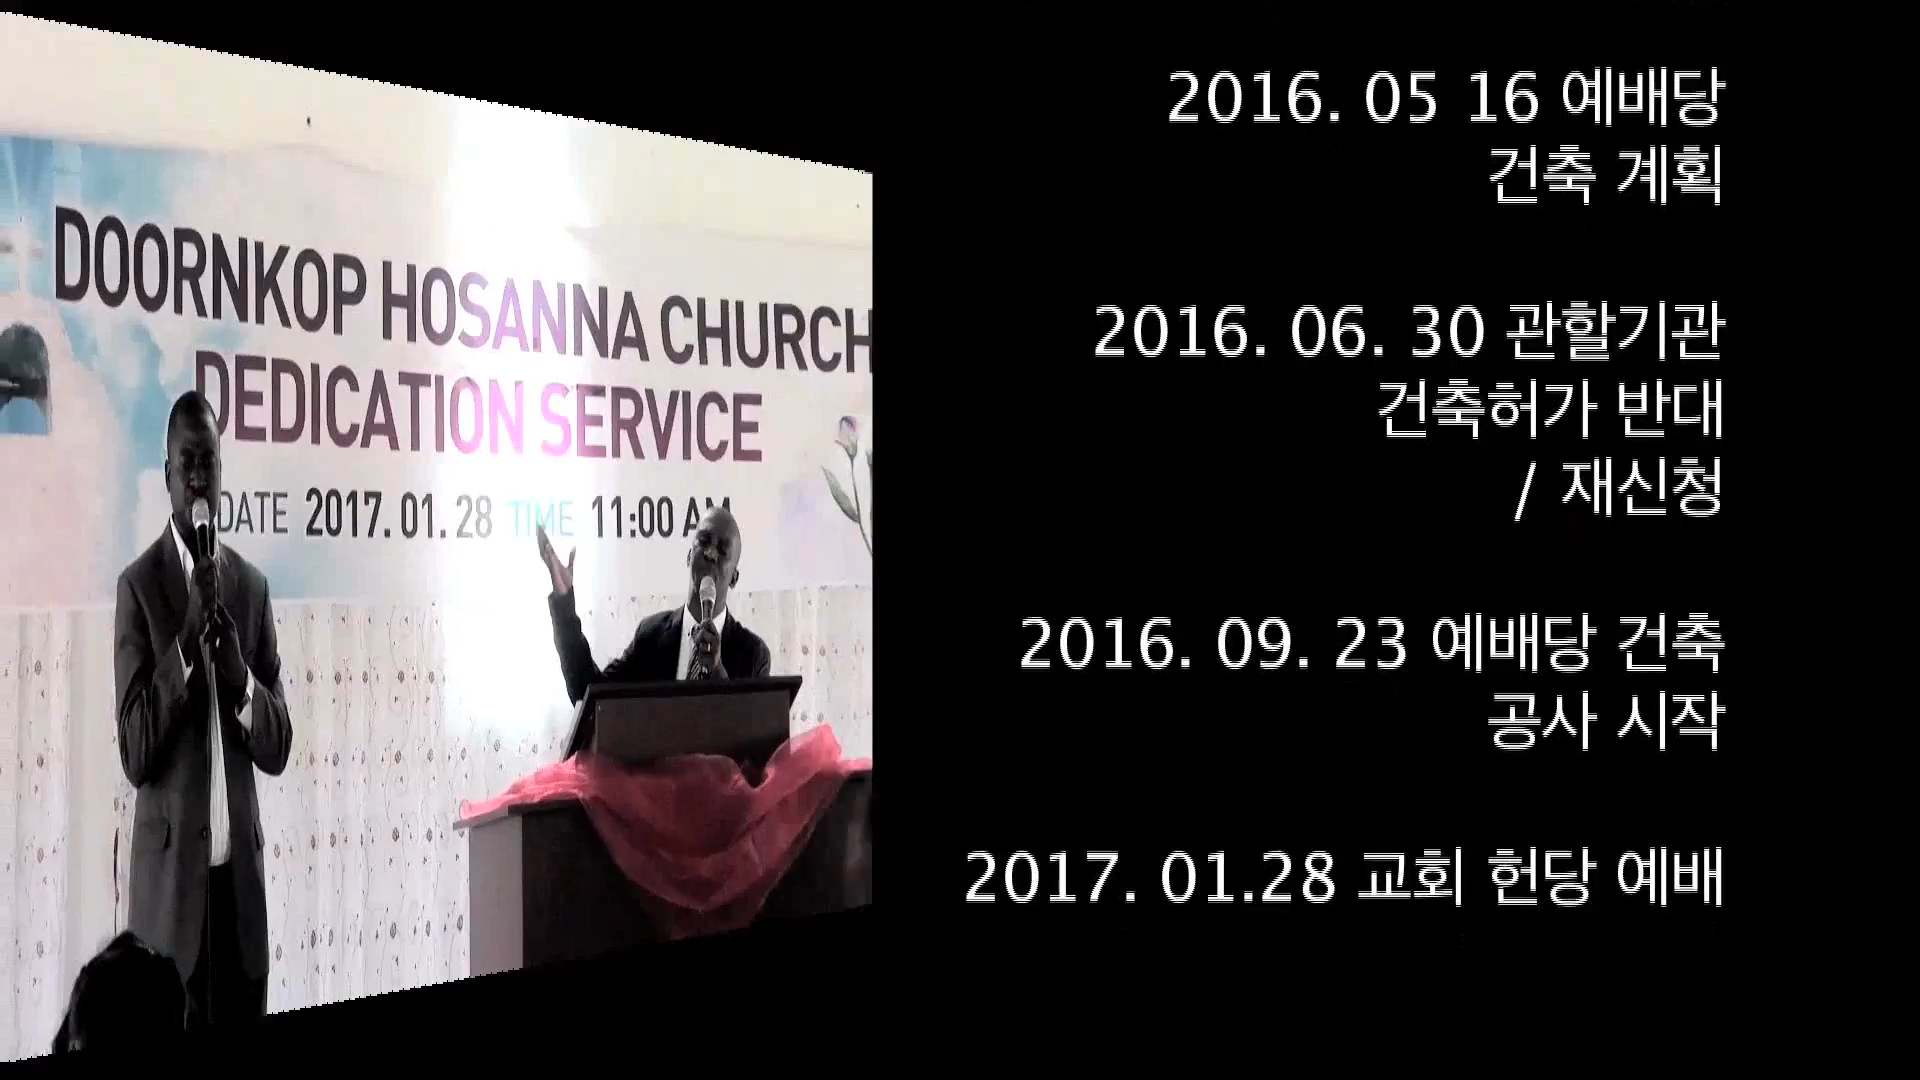 DOORNKOP HOSANNA CHURCH
DEDICATION SERVICE
DATE 2017. 01. 28 TIME 11:00 AM
2016. 05 16 예배당
건축 계획
2016. 06. 30 관할기관
건축허가 반대
/ 재신청
2016. 09. 23 예배당 건축
공사 시작
2017. 01.28 교회 헌당 예배